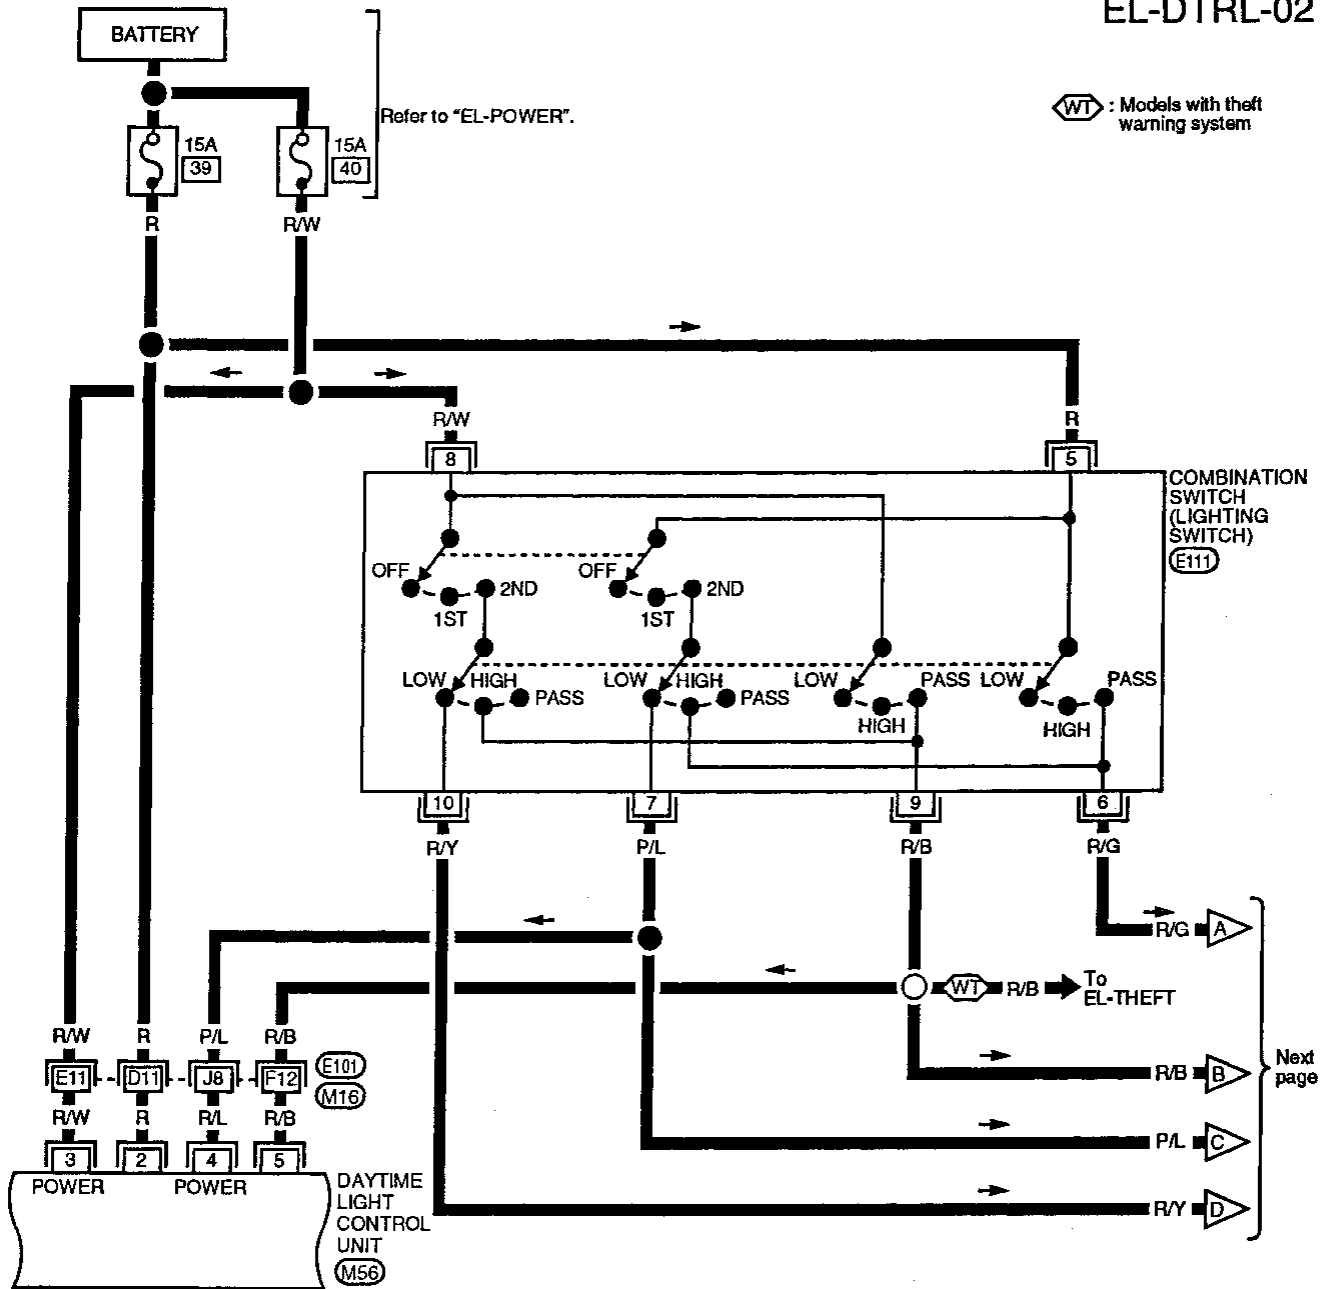 EL-DTRL-02
BATTERY
Refer to "EL-POWER".
WT : Models with theft
warning system
15A
39
15A
40
R
R/W
R/W
R
8
5
COMBINATION
SWITCH
(LIGHTING
SWITCH)
E111
OFF
1ST
2ND
OFF
1ST
2ND
LOW
HIGH
PASS
LOW
HIGH
PASS
LOW
HIGH
PASS
LOW
HIGH
PASS
10
7
9
6
R/Y
P/L
R/B
R/G
R/G
A
WT
R/B
To
EL-THEFT
R/W
R
P/L
R/B
E11
D11
J8
F12
E101
M16
R/B
B
Next
page
R/W
R
R/L
R/B
P/L
C
3
2
4
5
POWER
POWER
DAYTIME
LIGHT
CONTROL
UNIT
M56
R/Y
D